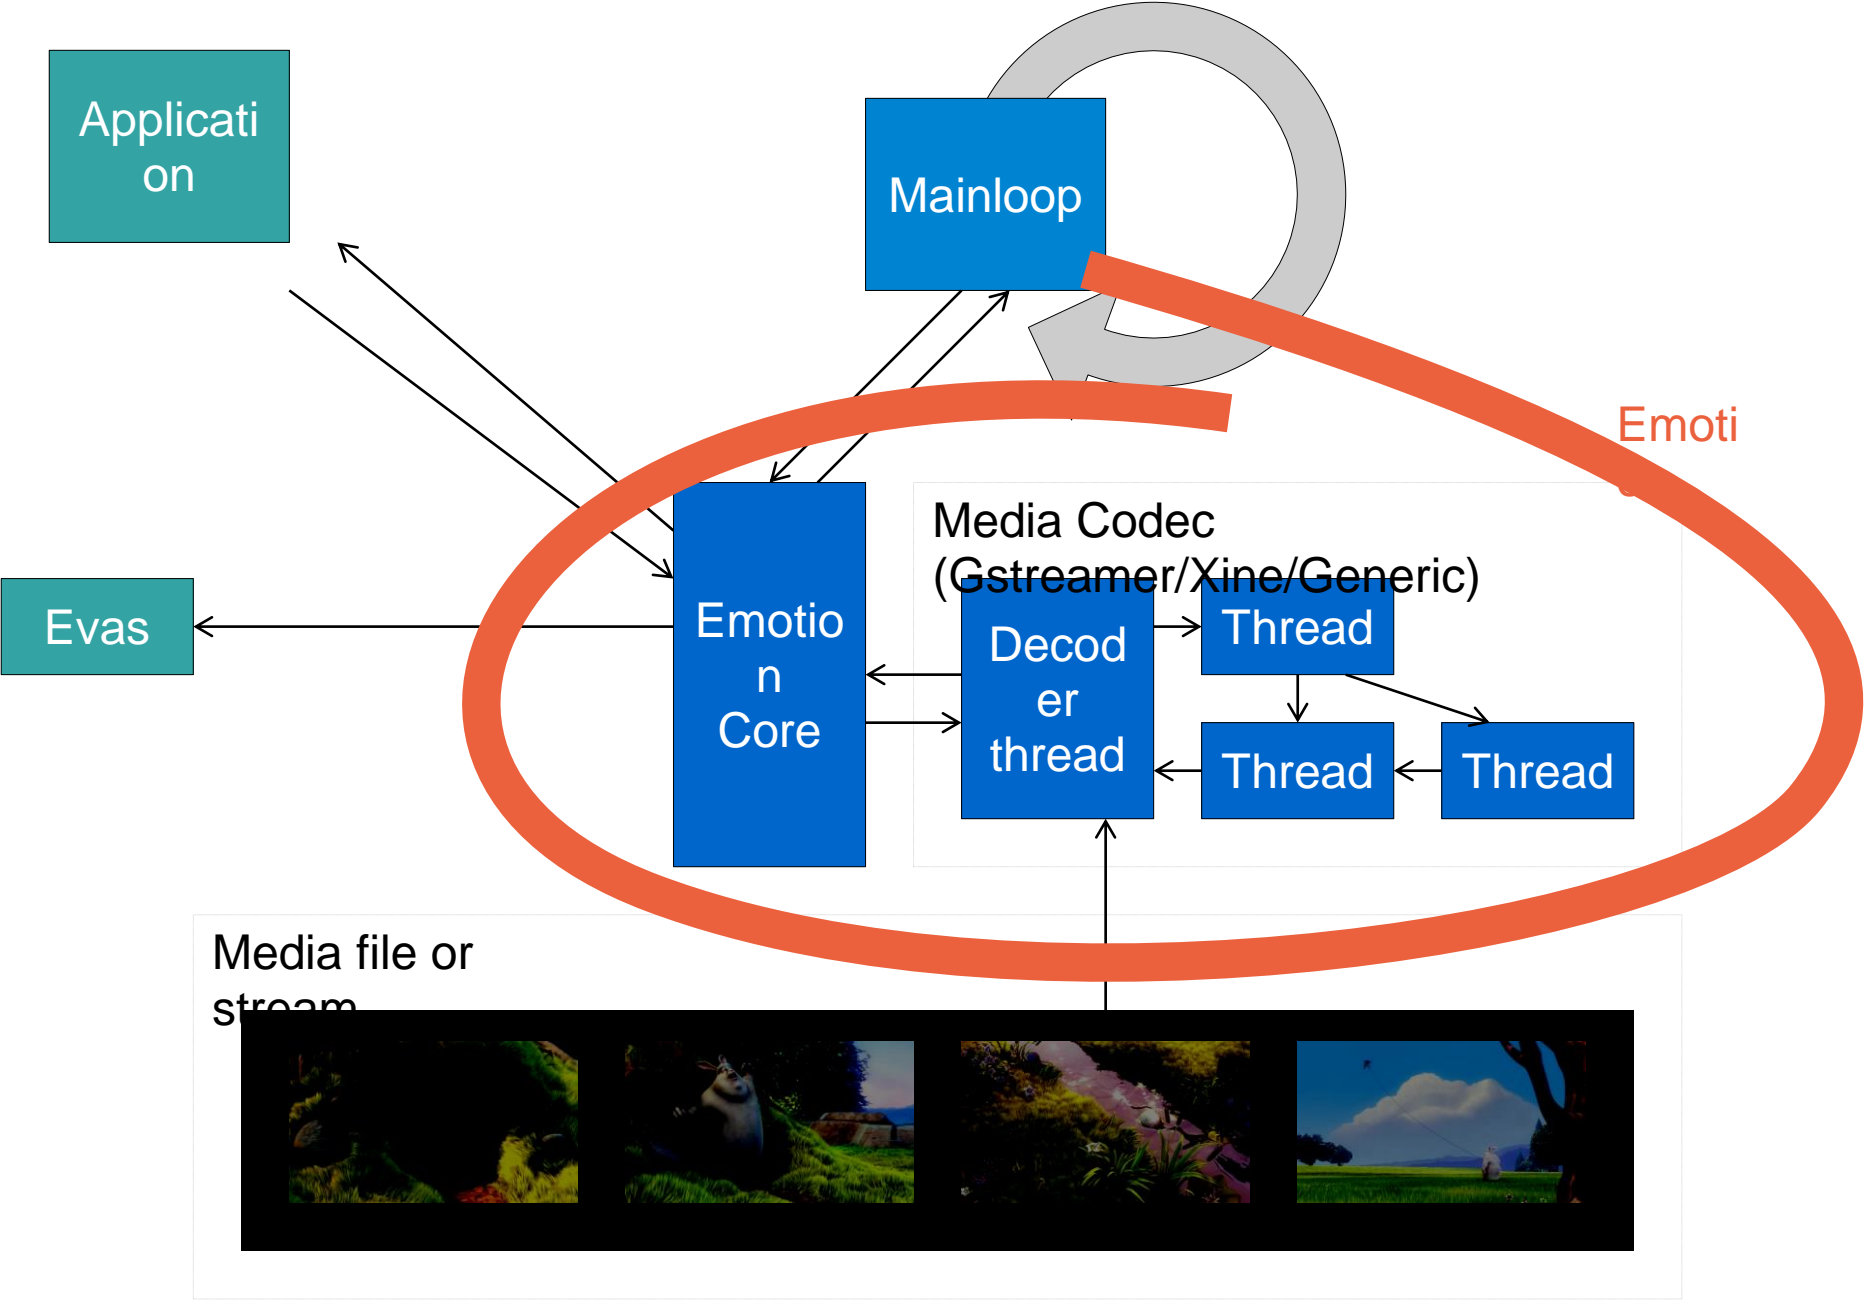 Applicati
on
Mainloop
Emoti
Media Codec
(Gstreamer/Xine/Generic)
Evas
Emotio
n
Core
Decod
er
thread
Thread
Thread
Thread
Media file or
stream